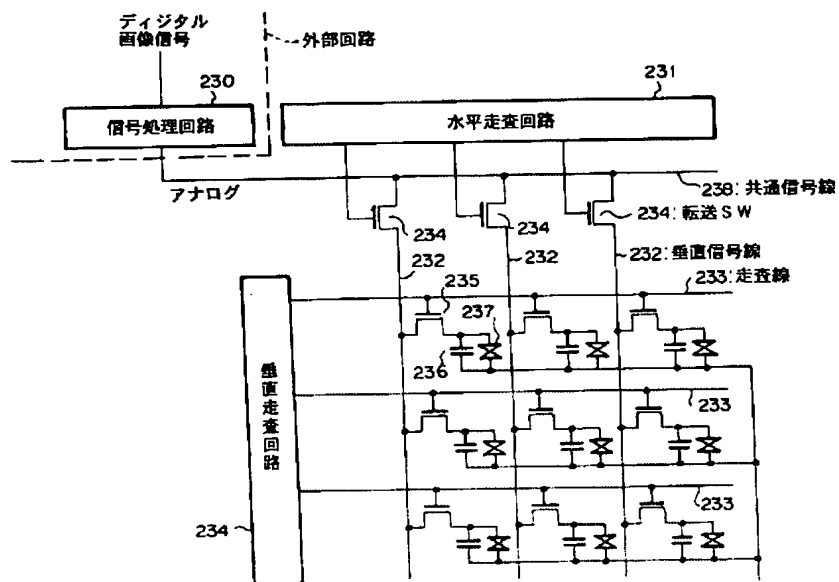 ディジタル
画像信号
外部回路
230
231
信号処理回路
水平走査回路
アナログ
238:共通信号線
234
234
234:転送SW
232
232
232:垂直信号線
235
237
233:走査線
236
垂直走査回路
233
233
234